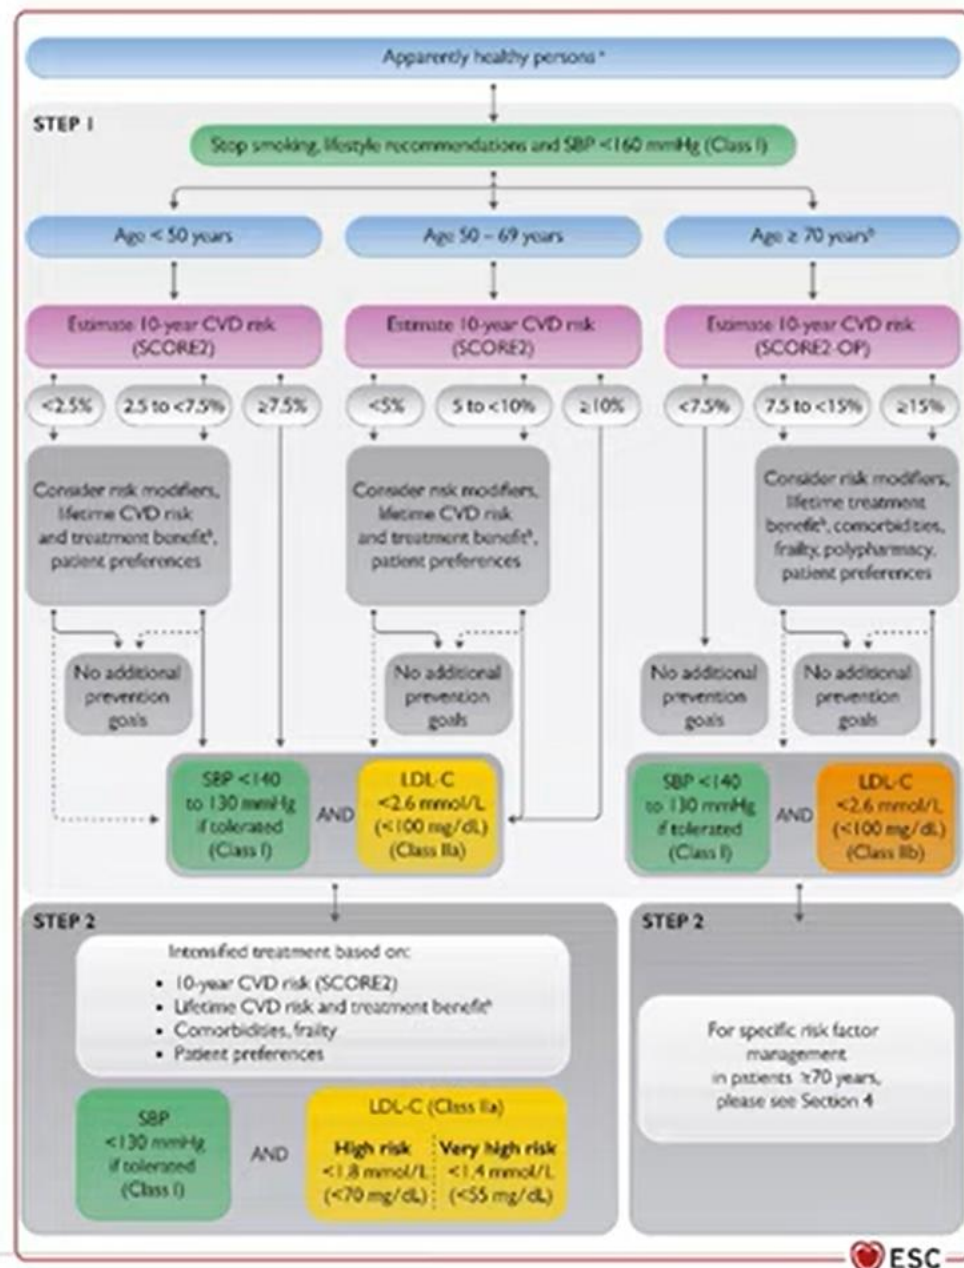 Apparently healthy persons ᵃ
STEP 1
Stop smoking, lifestyle recommendations and SBP <160 mmHg (Class I)
Age < 50 years
Age 50 – 69 years
Age ≥ 70 yearsᵇ
Estimate 10-year CVD risk
(SCORE2)
Estimate 10-year CVD risk
(SCORE2)
Estimate 10-year CVD risk
(SCORE2-OP)
<2.5%
2.5 to <7.5%
≥7.5%
<5%
5 to <10%
≥10%
<7.5%
7.5 to <15%
≥15%
Consider risk modifiers,
lifetime CVD risk
and treatment benefitᵇ,
patient preferences
Consider risk modifiers,
lifetime CVD risk
and treatment benefitᵇ,
patient preferences
Consider risk modifiers,
lifetime treatment
benefitᵇ, comorbidities,
frailty, polypharmacy,
patient preferences
No additional
prevention
goals
No additional
prevention
goals
No additional
prevention
goals
No additional
prevention
goals
SBP <140
to 130 mmHg
if tolerated
(Class I)
AND
LDL-C
<2.6 mmol/L
(<100 mg/dL)
(Class IIa)
SBP <140
to 130 mmHg
if tolerated
(Class I)
AND
LDL-C
<2.6 mmol/L
(<100 mg/dL)
(Class IIb)
STEP 2
Intensified treatment based on:
• 10-year CVD risk (SCORE2)
• Lifetime CVD risk and treatment benefitᵇ
• Comorbidities, frailty
• Patient preferences
SBP
<130 mmHg
if tolerated
(Class I)
AND
LDL-C (Class IIa)
High risk
<1.8 mmol/L
(<70 mg/dL)
Very high risk
<1.4 mmol/L
(<55 mg/dL)
STEP 2
For specific risk factor
management
in patients ≥70 years,
please see Section 4
ESC